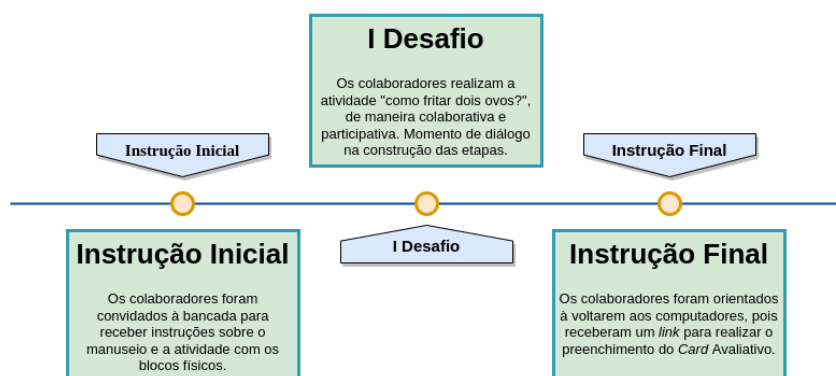 I Desafio
Os colaboradores realizam a
atividade "como fritar dois ovos?",
de maneira colaborativa e
participativa. Momento de diálogo
na construção das etapas.
Instrução Inicial
Instrução Final
I Desafio
Instrução Inicial
Os colaboradores foram
convidados à bancada para
receber instruções sobre o
manuseio e a atividade com os
blocos físicos.
Instrução Final
Os colaboradores foram orientados
à voltarem aos computadores, pois
receberam um link para realizar o
preenchimento do Card Avaliativo.